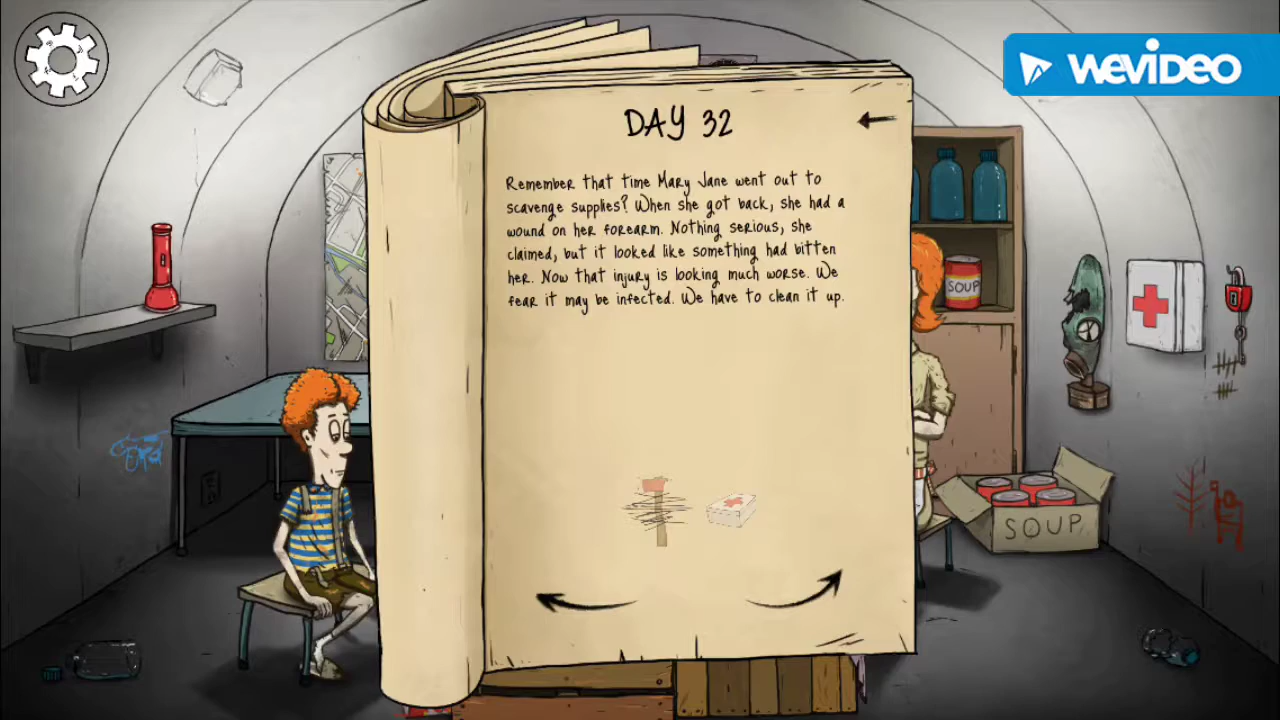 WEVIDEO
DAY 32
Remember that time Mary Jane went out to
scavenge supplies? When she got back, she had a
wound on her forearm. Nothing serious, she
claimed, but it looked like something had bitten
her. Now that injury is looking much worse. We
fear it may be infected. We have to clean it up.
SOUP
SOUP